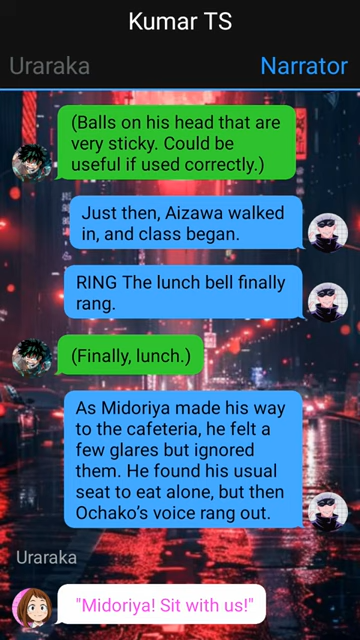 Kumar TS
Uraraka Narrator
(Balls on his head that are
very sticky. Could be
useful if used correctly.)
Just then, Aizawa walked
in, and class began.
RING The lunch bell finally
rang.
(Finally, lunch.)
As Midoriya made his way
to the cafeteria, he felt a
few glares but ignored
them. He found his usual
seat to eat alone, but then
Ochako’s voice rang out.
Uraraka
"Midoriya! Sit with us!"